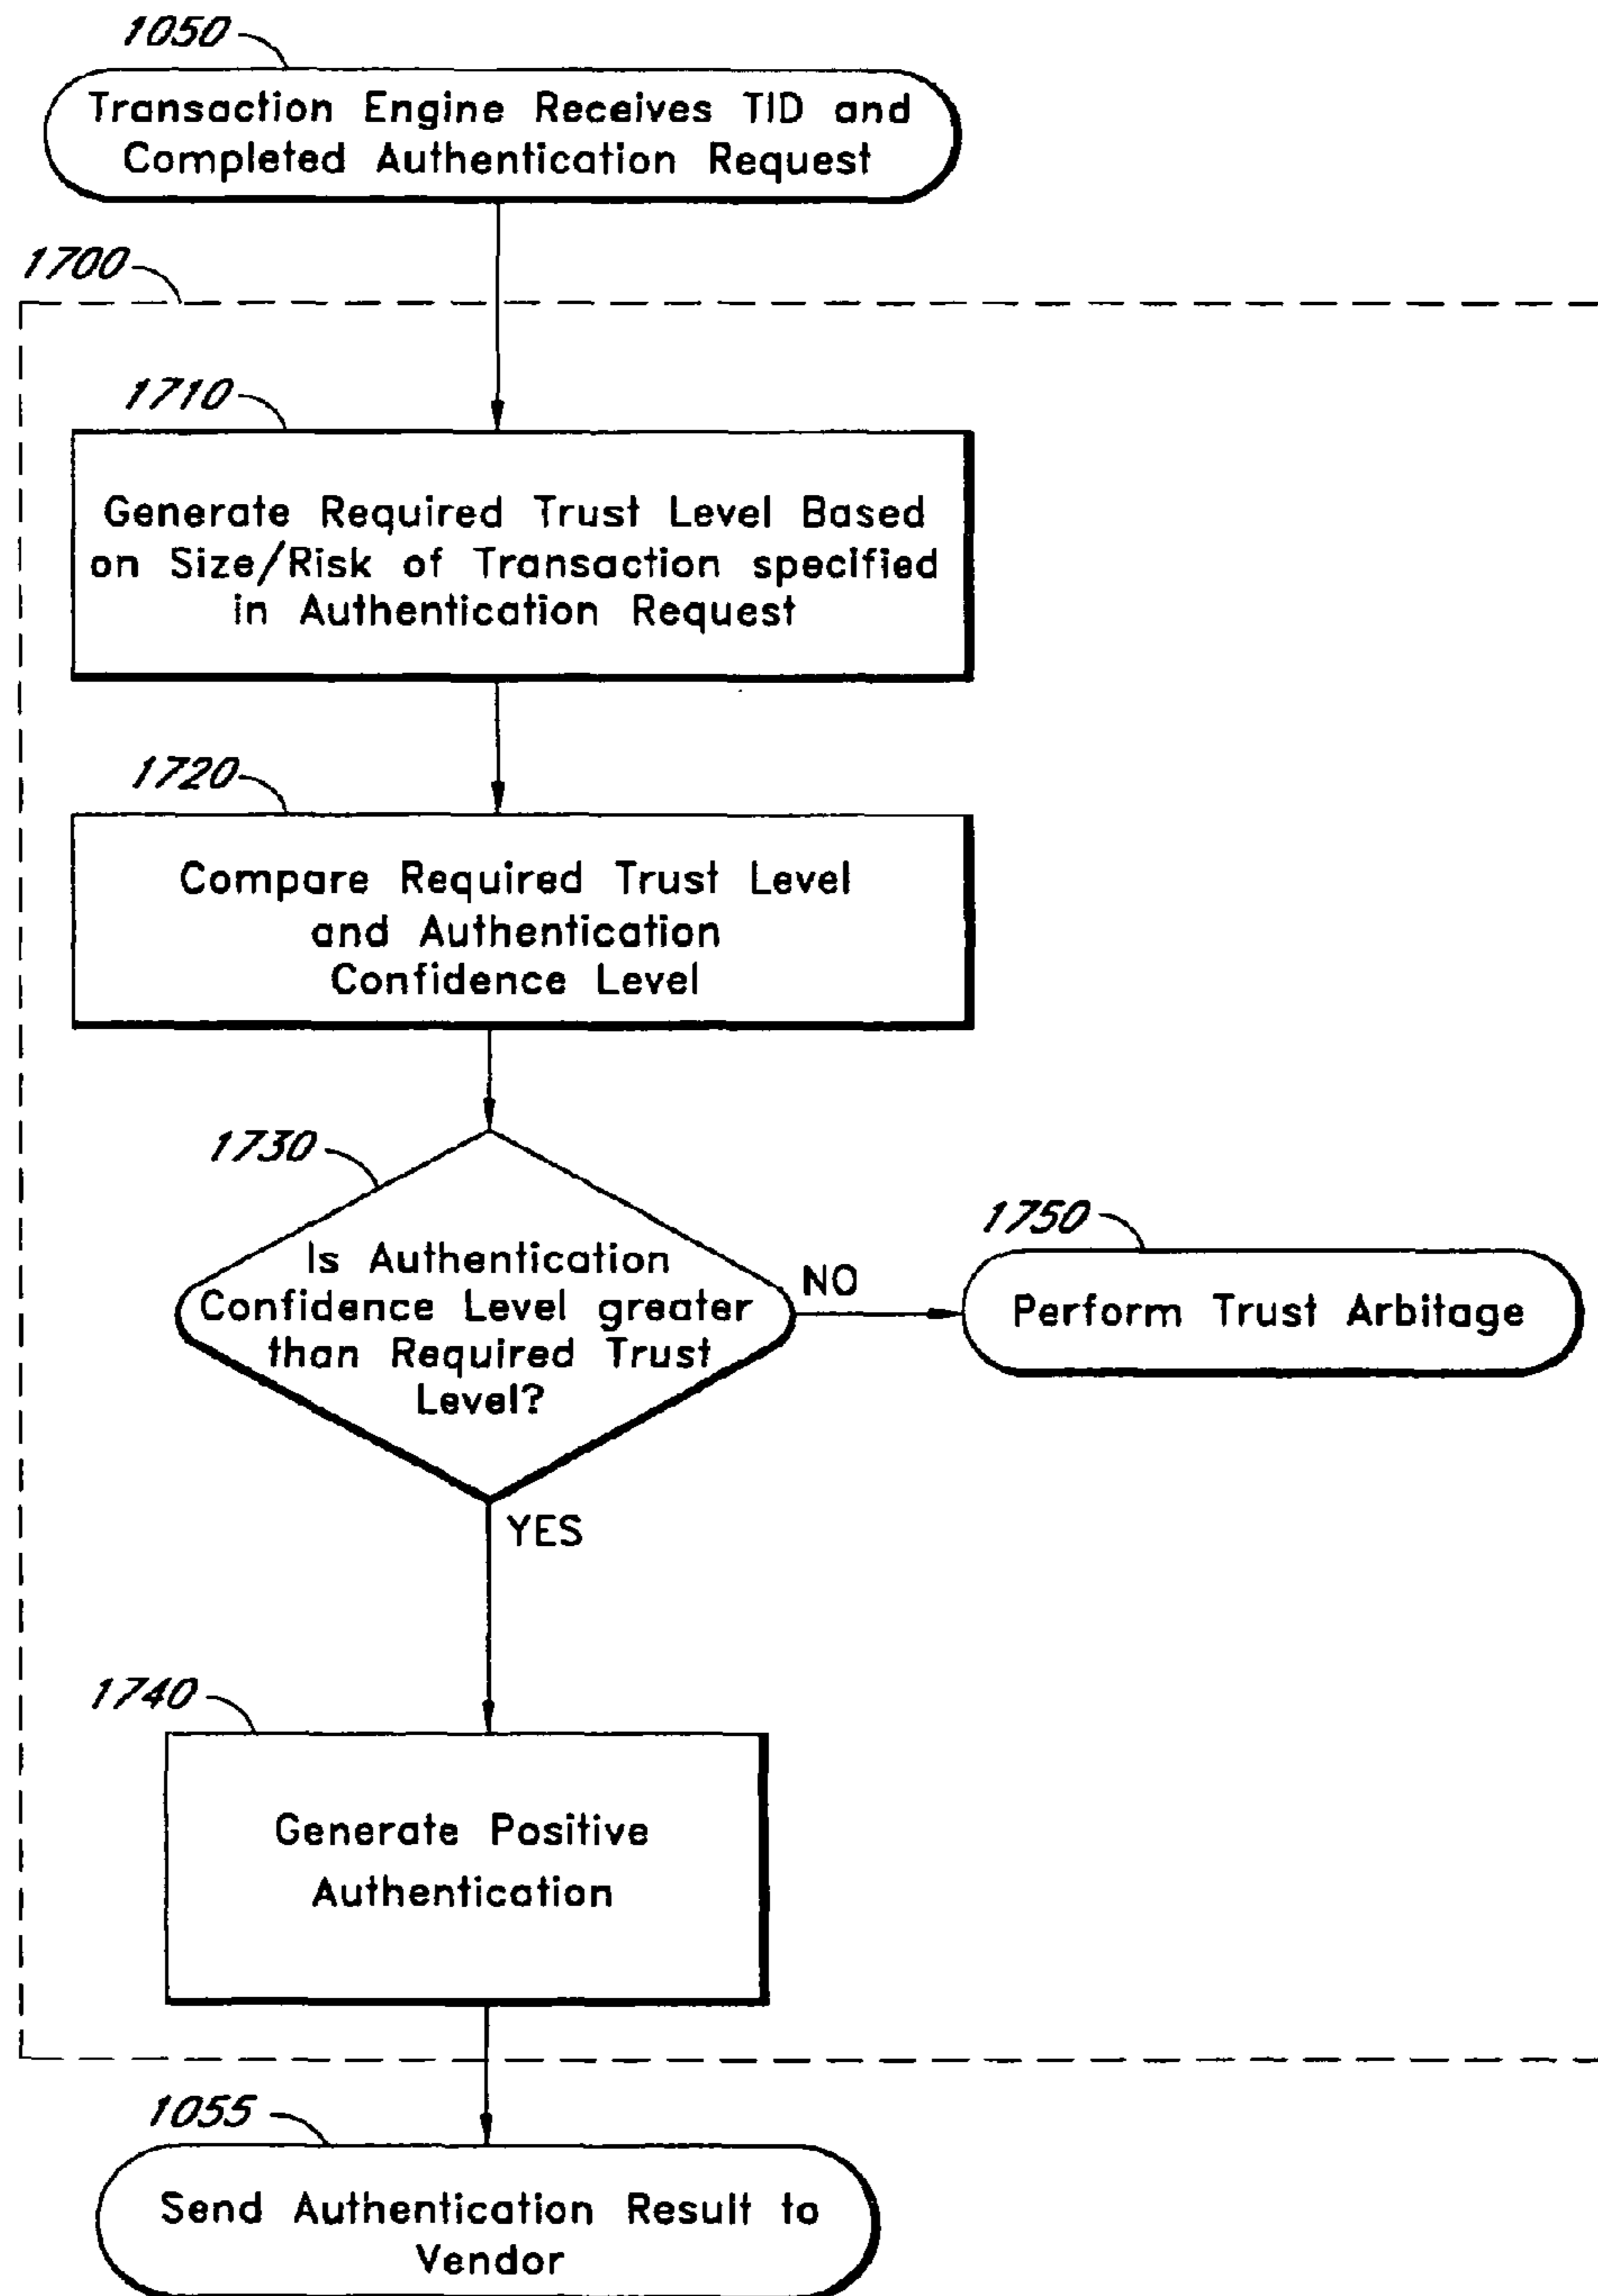 1050
Transaction Engine Receives TID and
Completed Authentication Request
1700
1710
Generate Required Trust Level Based
on Size/Risk of Transaction specified
in Authentication Request
1720
Compare Required Trust Level
and Authentication
Confidence Level
1730
Is Authentication
Confidence Level greater
than Required Trust
Level?
NO
1750
Perform Trust Arbitage
YES
1740
Generate Positive
Authentication
1055
Send Authentication Result to
Vendor